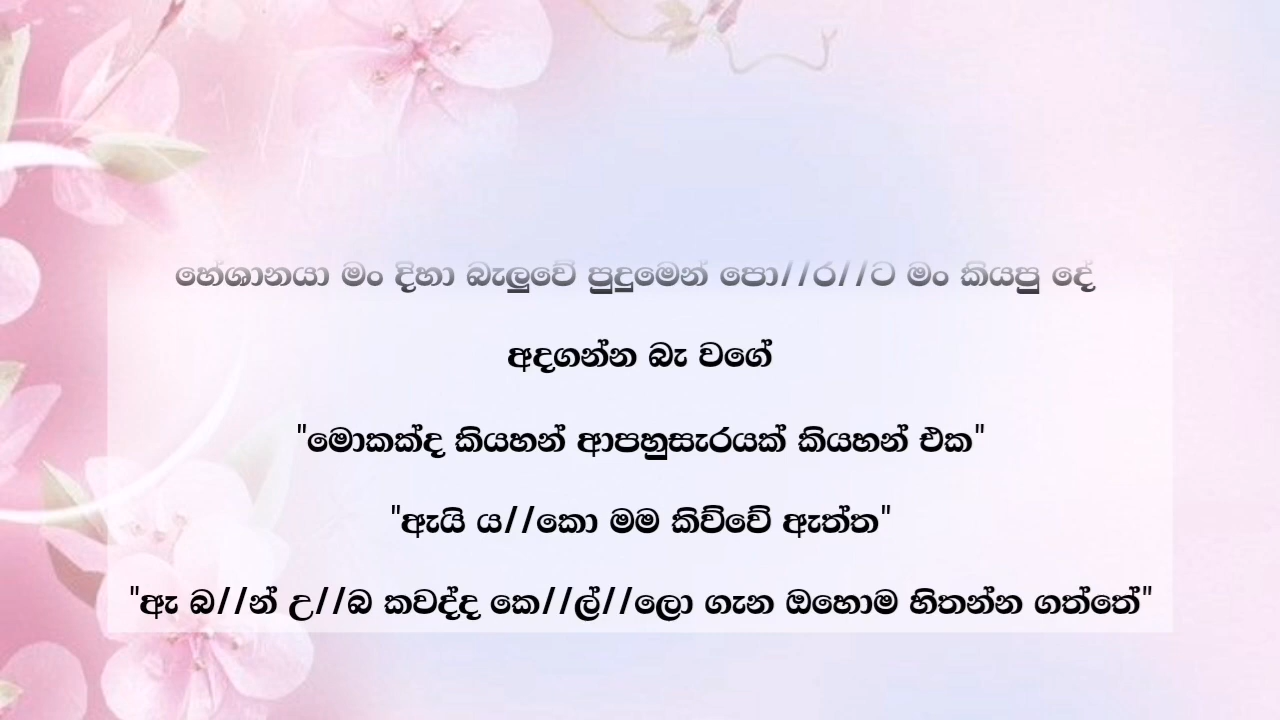 හේශානයා මං දිහා බැලුවේ පුදුමෙන් පො//ර//ට මං කියපු දේ
අදගන්න බැ වගේ
"මොකක්ද කියහන් ආපහුසැරයක් කියහන් එක"
"ඇයි ය//කො මම කිව්වේ ඇත්ත"
"ඇ බ//න් උ//බ කවද්ද කෙ//ල්//ලො ගැන ඔහොම හිතන්න ගත්තේ"